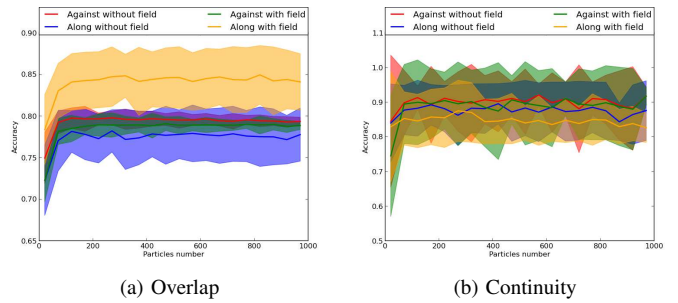 Against without field
Along without field
Against with field
Along with field
0.90
0.85
0.80
0.75
0.70
0.65
Accuracy
0
200
400
600
800
1000
Particles number
(a) Overlap
Against without field
Along without field
Against with field
Along with field
1.1
1.0
0.9
0.8
0.7
0.6
0.5
Accuracy
0
200
400
600
800
1000
Particles number
(b) Continuity